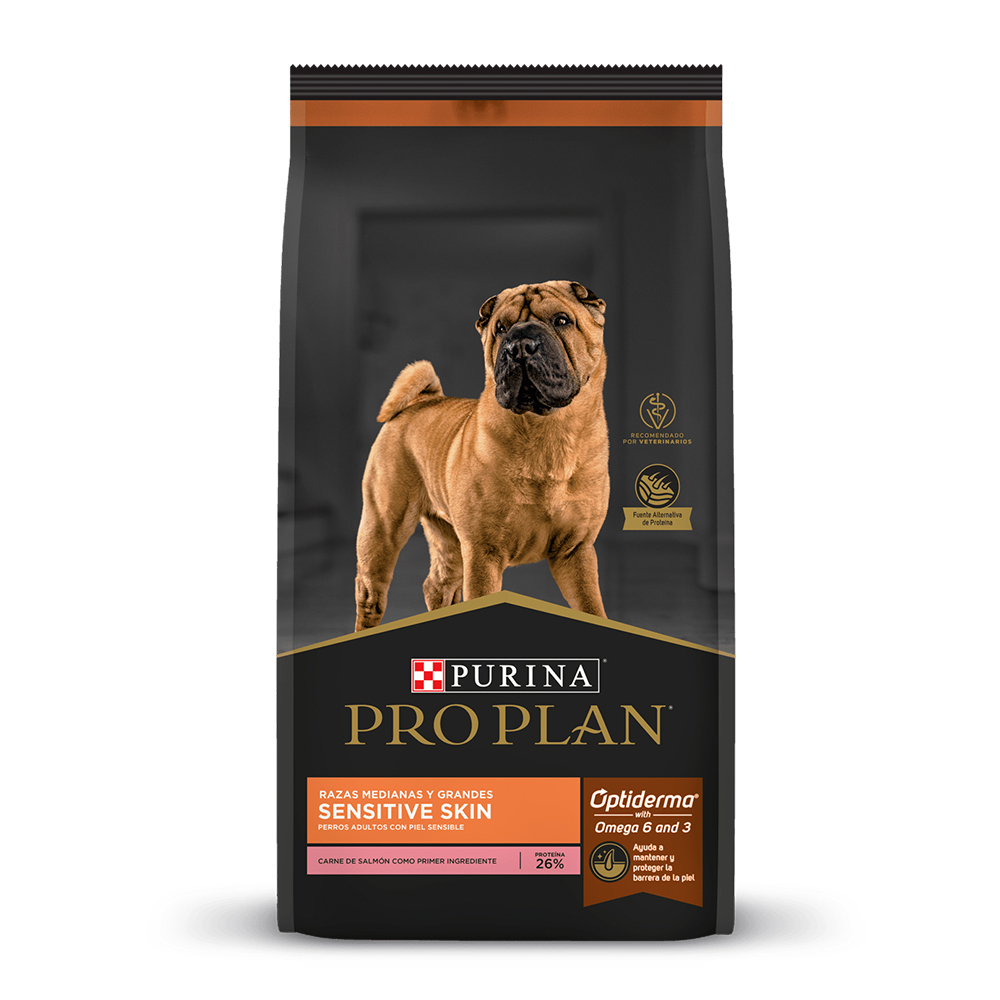 RECOMENDADO
POR VETERINARIOS
Fuente Alternativa
de Proteína
PURINA®
PRO PLAN®
RAZAS MEDIANAS Y GRANDES
SENSITIVE SKIN
PERROS ADULTOS CON PIEL SENSIBLE
CARNE DE SALMÓN COMO PRIMER INGREDIENTE
PROTEÍNA
26%
Optiderma®
with
Omega 6 and 3
Ayuda a
mantener y
proteger la
barrera de la piel